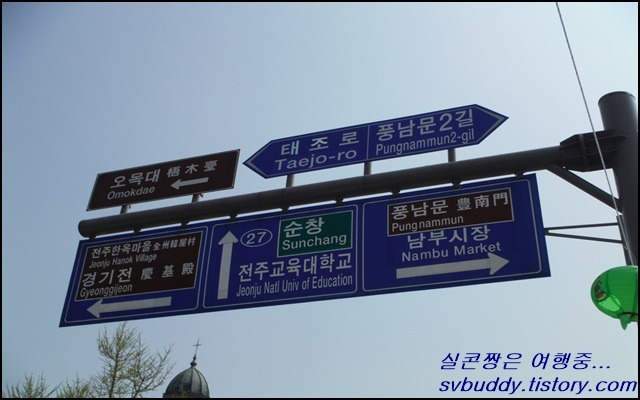 태조로
Taejo-ro
풍남문2길
Pungnammun2-gil
오목대 梧木臺
Omokdae
전주한옥마을 全州韓屋村
Jeonju Hanok Village
경기전 慶基殿
Gyeonggijeon
27
순창
Sunchang
전주교육대학교
Jeonju Natl Univ of Education
풍남문 豊南門
Pungnammun
남부시장
Nambu Market
실콘짱은 여행중...
svbuddy.tistory.com